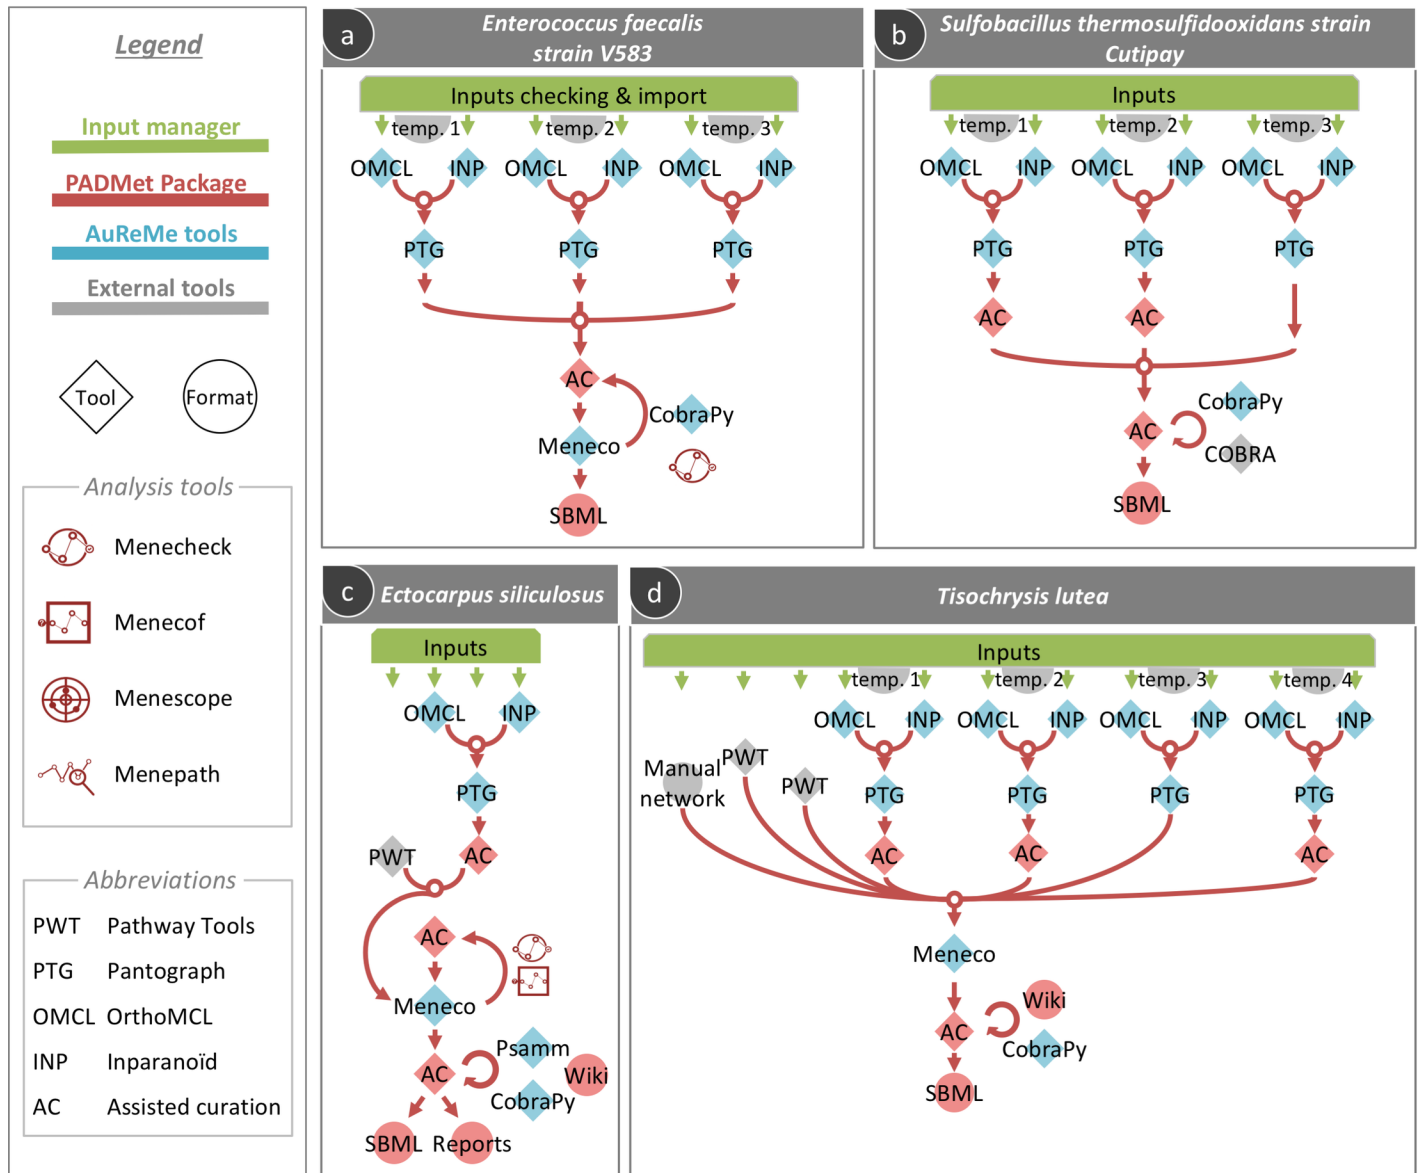 Legend
Input manager
PADMet Package
AuReMe tools
External tools
Tool
Format
Analysis tools
Menecheck
Menecof
Menescope
Menepath
Abbreviations
PWT Pathway Tools
PTG Pantograph
OMCL OrthoMCL
INP Inparanoïd
AC Assisted curation
a
Enterococcus faecalis
strain V583
Inputs checking & import
temp. 1 temp. 2 temp. 3
OMCL INP OMCL INP OMCL INP
PTG PTG PTG
AC
CobraPy
Meneco
SBML
b
Sulfobacillus thermosulfidooxidans strain
Cutipay
Inputs
temp. 1 temp. 2 temp. 3
OMCL INP OMCL INP OMCL INP
PTG PTG PTG
AC AC
CobraPy
AC
COBRA
SBML
c
Ectocarpus siliculosus
Inputs
OMCL INP
PTG
PWT AC
AC
Meneco
Psamm
AC Wiki
CobraPy
SBML Reports
d
Tisochrysis lutea
Inputs
temp. 1 temp. 2 temp. 3 temp. 4
OMCL INP OMCL INP OMCL INP OMCL INP
Manual
network
PWT
PWT
PTG PTG PTG PTG
AC AC AC
Meneco
Wiki
AC
CobraPy
SBML